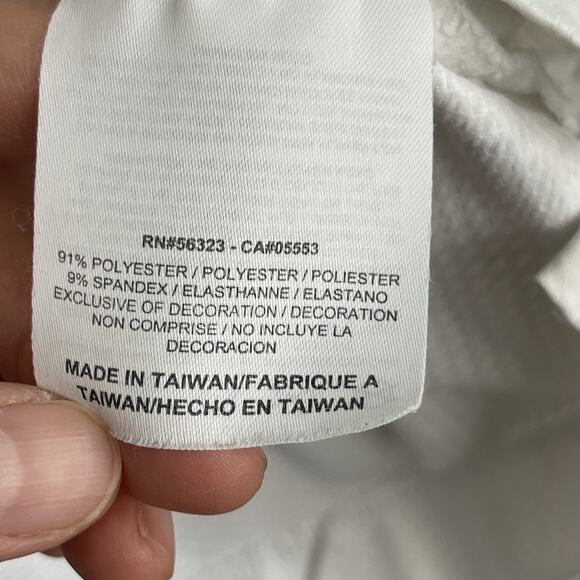 RN#56323 - CA#05553
91% POLYESTER / POLYESTER / POLIESTER
9% SPANDEX / ELASTHANNE / ELASTANO
EXCLUSIVE OF DECORATION / DECORATION
NON COMPRISE / NO INCLUYE LA
DECORACION
MADE IN TAIWAN/FABRIQUE A
TAIWAN/HECHO EN TAIWAN